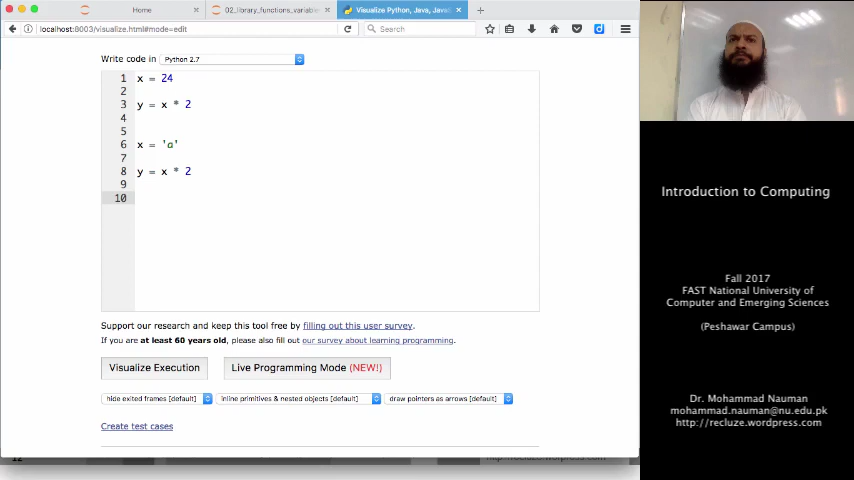 Home
02_library_functions_variable
Visualize Python, Java, Java
localhost:8003/visualize.html#mode=edit
Search
Write code in Python 2.7
1 x = 24
2
3 y = x * 2
4
5
6 x = 'a'
7
8 y = x * 2
9
10
Support our research and keep this tool free by filling out this user survey.
If you are at least 60 years old, please also fill out our survey about learning programming.
Visualize Execution
Live Programming Mode (NEW!)
hide exited frames [default]
inline primitives & nested objects [default]
draw pointers as arrows [default]
Create test cases
Introduction to Computing
Fall 2017
FAST National University of
Computer and Emerging Sciences
(Peshawar Campus)
Dr. Mohammad Nauman
mohammad.nauman@nu.edu.pk
http://recluze.wordpress.com